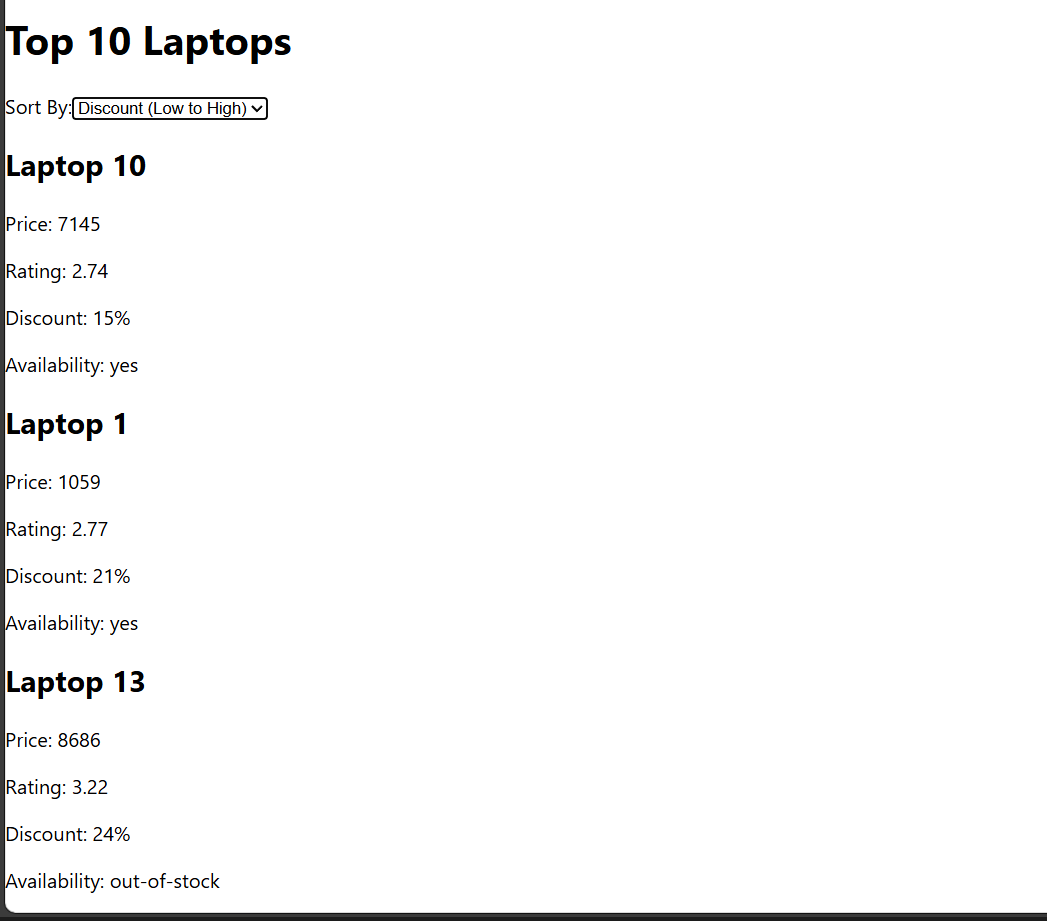 Top 10 Laptops
Sort By: Discount (Low to High)
Laptop 10
Price: 7145
Rating: 2.74
Discount: 15%
Availability: yes
Laptop 1
Price: 1059
Rating: 2.77
Discount: 21%
Availability: yes
Laptop 13
Price: 8686
Rating: 3.22
Discount: 24%
Availability: out-of-stock